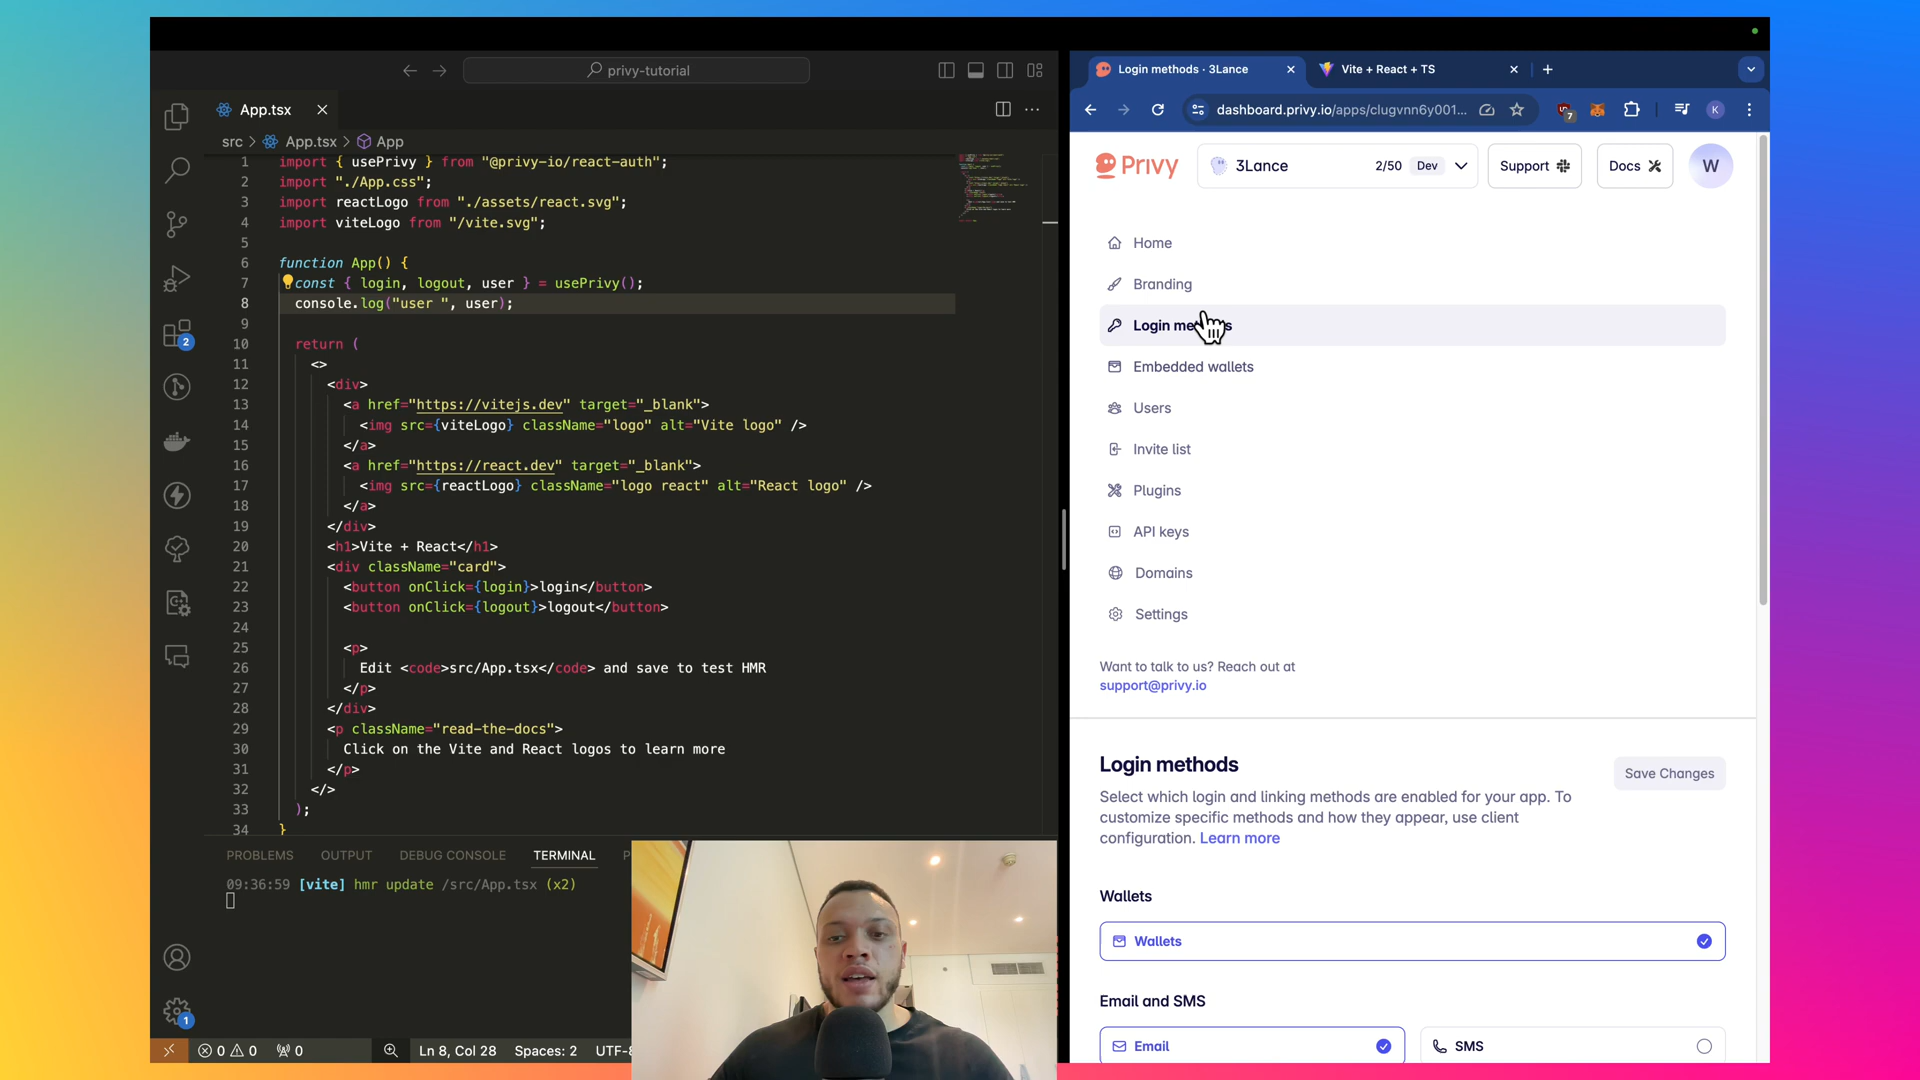 privy-tutorial
App.tsx
src > App.tsx > App
1 import { usePrivy } from "@privy-io/react-auth";
2 import "./App.css";
3 import reactLogo from "./assets/react.svg";
4 import viteLogo from "/vite.svg";
5
6 function App() {
7 const { login, logout, user } = usePrivy();
8 console.log("user ", user);
9
10 return (
11 <>
12 <div>
13 <a href="https://vitejs.dev" target="_blank">
14 <img src={viteLogo} className="logo" alt="Vite logo" />
15 </a>
16 <a href="https://react.dev" target="_blank">
17 <img src={reactLogo} className="logo react" alt="React logo" />
18 </a>
19 </div>
20 <h1>Vite + React</h1>
21 <div className="card">
22 <button onClick={login}>login</button>
23 <button onClick={logout}>logout</button>
24
25 <p>
26 Edit <code>src/App.tsx</code> and save to test HMR
27 </p>
28 </div>
29 <p className="read-the-docs">
30 Click on the Vite and React logos to learn more
31 </p>
32 </>
33 );
34 }
2
PROBLEMS OUTPUT DEBUG CONSOLE TERMINAL P
09:36:59 [vite] hmr update /src/App.tsx (x2)
1
0 0 0 Ln 8, Col 28 Spaces: 2 UTF-8
Login methods · 3Lance
Vite + React + TS
dashboard.privy.io/apps/clugvnn6y001...
7
K
Privy
3Lance 2/50 Dev
Support
Docs
W
Home
Branding
Login me s
Embedded wallets
Users
Invite list
Plugins
API keys
Domains
Settings
Want to talk to us? Reach out at
support@privy.io
Login methods
Save Changes
Select which login and linking methods are enabled for your app. To
customize specific methods and how they appear, use client
configuration. Learn more
Wallets
Wallets
Email and SMS
Email
SMS